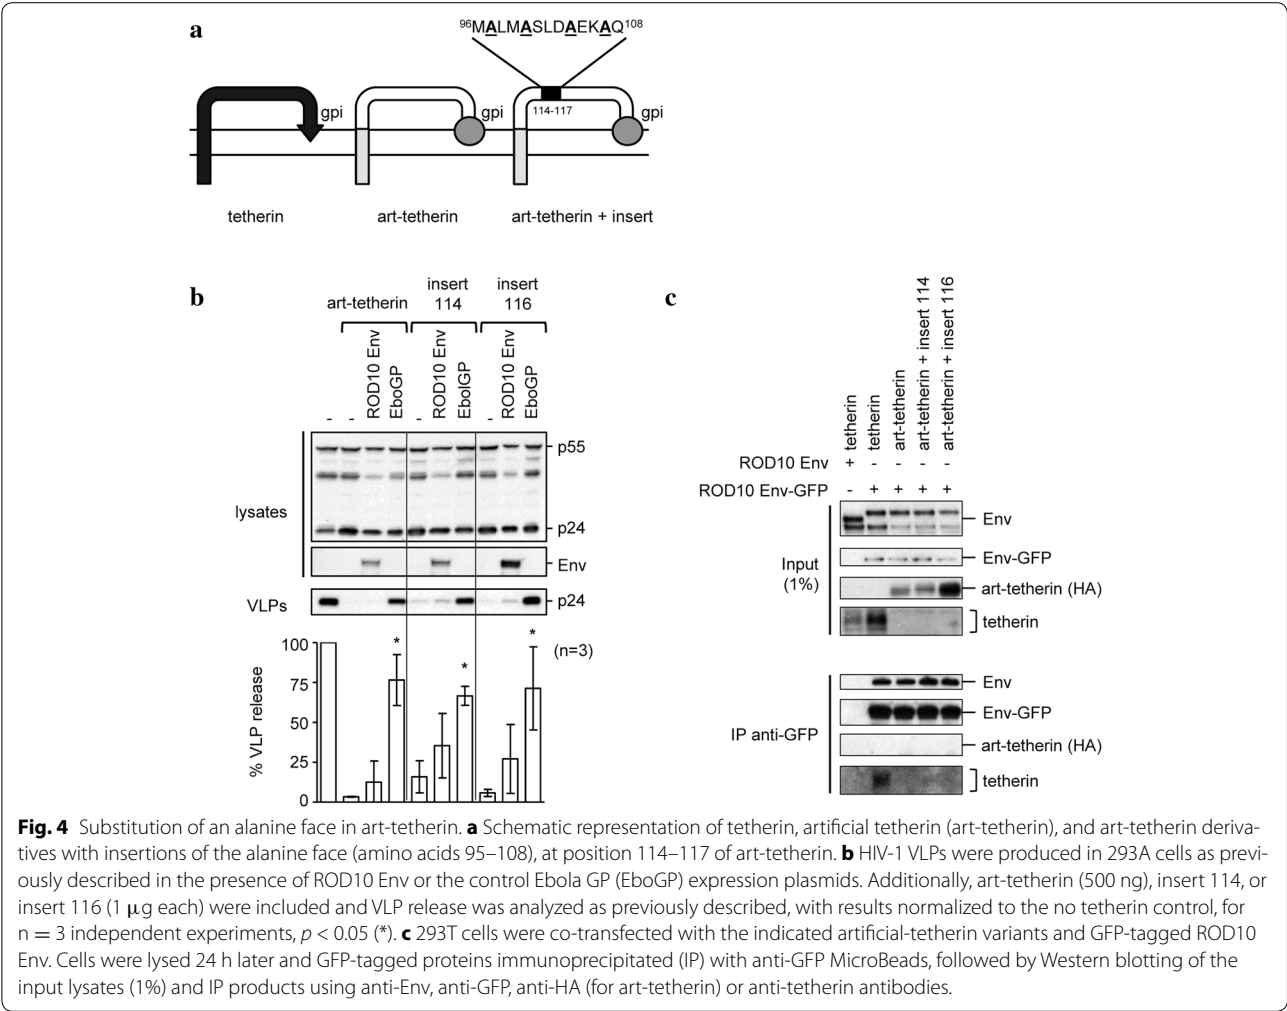 a
96MALMASLDAEKAQ108
gpi
gpi
gpi
114-117
tetherin
art-tetherin
art-tetherin + insert
b
art-tetherin
insert
114
insert
116
-
-
ROD10 Env
EboGP
-
ROD10 Env
EbolGP
-
ROD10 Env
EboGP
lysates
p55
p24
Env
VLPs
p24
% VLP release
100
75
50
25
0
*
*
*
(n=3)
c
tetherin
tetherin
art-tetherin
art-tetherin + insert 114
art-tetherin + insert 116
ROD10 Env + - - - -
ROD10 Env-GFP - + + + +
Input
(1%)
Env
Env-GFP
art-tetherin (HA)
tetherin
IP anti-GFP
Env
Env-GFP
art-tetherin (HA)
tetherin
Fig. 4 Substitution of an alanine face in art-tetherin. a Schematic representation of tetherin, artificial tetherin (art-tetherin), and art-tetherin deriva-
tives with insertions of the alanine face (amino acids 95–108), at position 114–117 of art-tetherin. b HIV-1 VLPs were produced in 293A cells as previ-
ously described in the presence of ROD10 Env or the control Ebola GP (EboGP) expression plasmids. Additionally, art-tetherin (500 ng), insert 114, or
insert 116 (1 μg each) were included and VLP release was analyzed as previously described, with results normalized to the no tetherin control, for
n = 3 independent experiments, p < 0.05 (*). c 293T cells were co-transfected with the indicated artificial-tetherin variants and GFP-tagged ROD10
Env. Cells were lysed 24 h later and GFP-tagged proteins immunoprecipitated (IP) with anti-GFP MicroBeads, followed by Western blotting of the
input lysates (1%) and IP products using anti-Env, anti-GFP, anti-HA (for art-tetherin) or anti-tetherin antibodies.